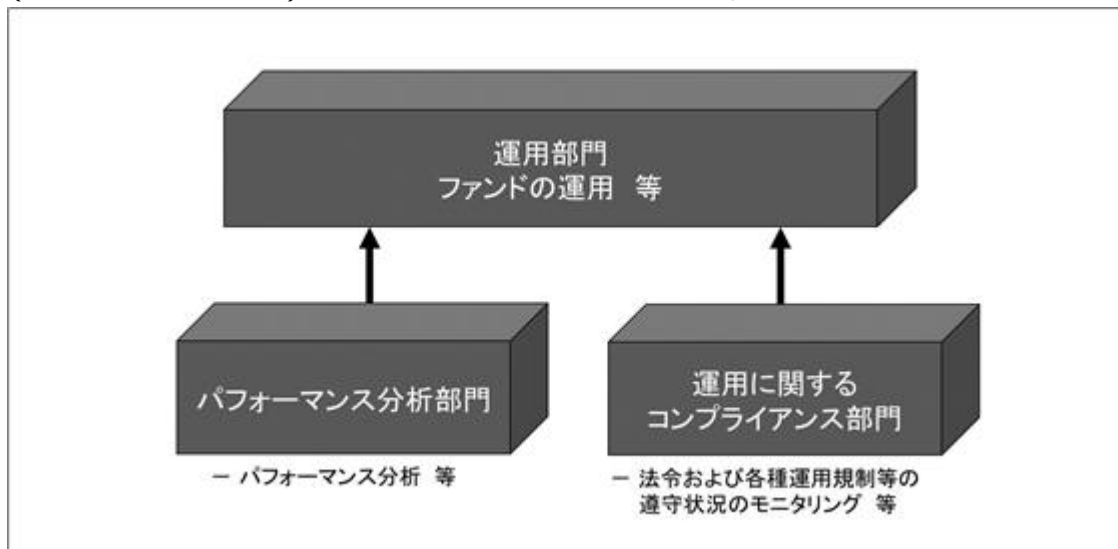 運用部門
ファンドの運用 等
パフォーマンス分析部門
－ パフォーマンス分析 等
運用に関する
コンプライアンス部門
－ 法令および各種運用規制等の
遵守状況のモニタリング 等